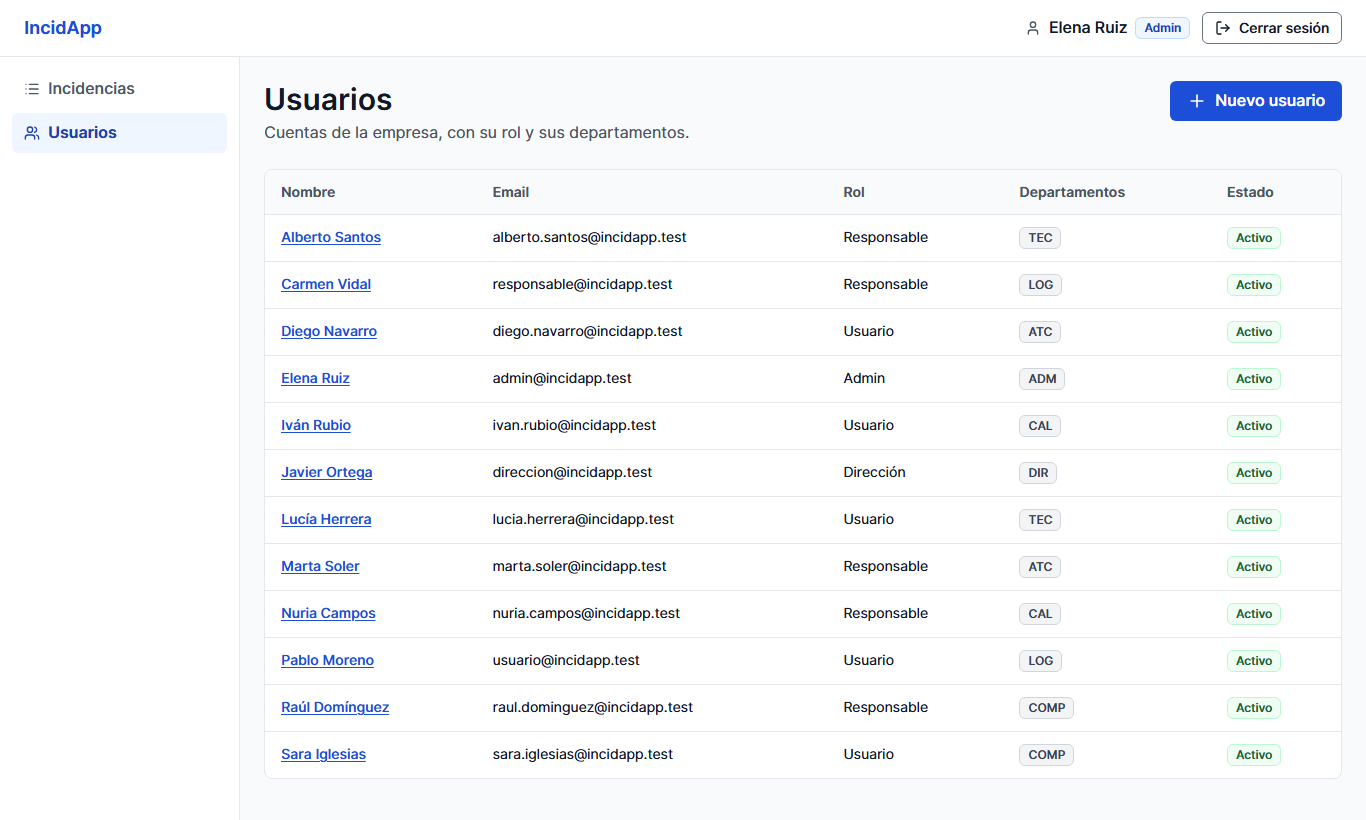 IncidApp
Elena Ruiz Admin Cerrar sesión
Incidencias
Usuarios
Usuarios
Nuevo usuario
Cuentas de la empresa, con su rol y sus departamentos.
Nombre Email Rol Departamentos Estado
Alberto Santos alberto.santos@incidapp.test Responsable TEC Activo
Carmen Vidal responsable@incidapp.test Responsable LOG Activo
Diego Navarro diego.navarro@incidapp.test Usuario ATC Activo
Elena Ruiz admin@incidapp.test Admin ADM Activo
Iván Rubio ivan.rubio@incidapp.test Usuario CAL Activo
Javier Ortega direccion@incidapp.test Dirección DIR Activo
Lucía Herrera lucia.herrera@incidapp.test Usuario TEC Activo
Marta Soler marta.soler@incidapp.test Responsable ATC Activo
Nuria Campos nuria.campos@incidapp.test Responsable CAL Activo
Pablo Moreno usuario@incidapp.test Usuario LOG Activo
Raúl Domínguez raul.dominguez@incidapp.test Responsable COMP Activo
Sara Iglesias sara.iglesias@incidapp.test Usuario COMP Activo